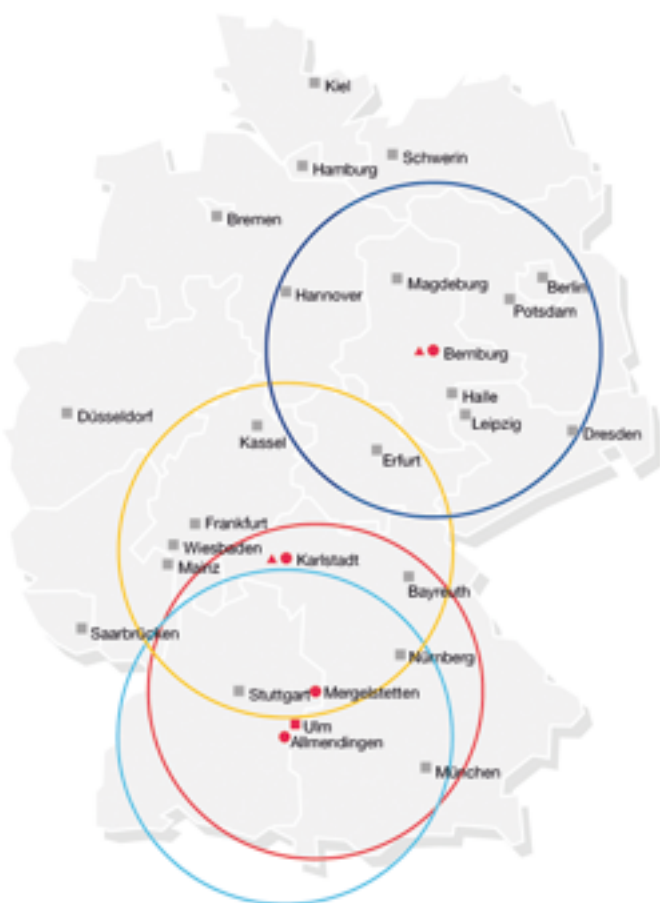 Kiel
Schwerin
Hamburg
Bremen
Magdeburg
Berlin
Hannover
Potsdam
Bernburg
Halle
Düsseldorf
Leipzig
Dresden
Kassel
Erfurt
Frankfurt
Wiesbaden
Karlstadt
Mainz
Bayreuth
Saarbrücken
Nürnberg
Stuttgart
Mergelstetten
Ulm
Allmendingen
München